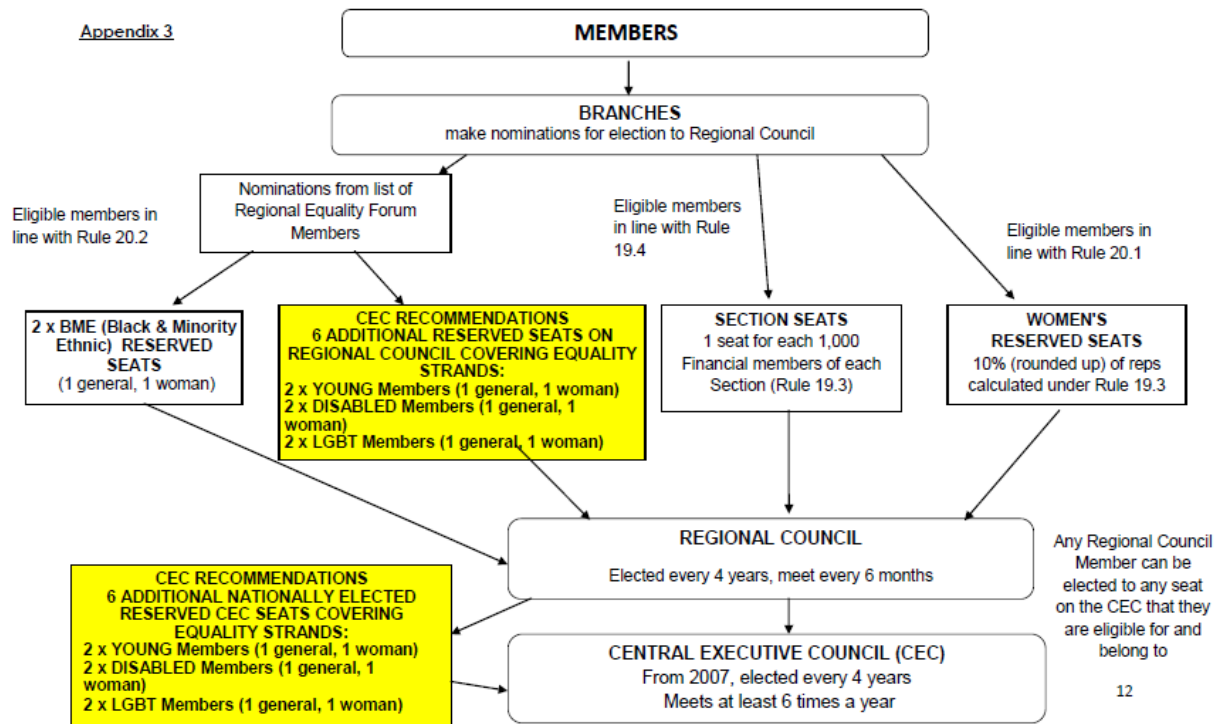 Appendix 3
MEMBERS
BRANCHES
make nominations for election to Regional Council
Nominations from list of
Regional Equality Forum
Members
Eligible members in
line with Rule 20.2
Eligible members
in line with Rule
19.4
Eligible members in
line with Rule 20.1
2 x BME (Black & Minority
Ethnic) RESERVED
SEATS
(1 general, 1 woman)
CEC RECOMMENDATIONS
6 ADDITIONAL RESERVED SEATS ON
REGIONAL COUNCIL COVERING EQUALITY
STRANDS:
2 x YOUNG Members (1 general, 1 woman)
2 x DISABLED Members (1 general, 1
woman)
2 x LGBT Members (1 general, 1 woman)
SECTION SEATS
1 seat for each 1,000
Financial members of each
Section (Rule 19.3)
WOMEN'S
RESERVED SEATS
10% (rounded up) of reps
calculated under Rule 19.3
REGIONAL COUNCIL
Elected every 4 years, meet every 6 months
Any Regional Council
Member can be
elected to any seat
on the CEC that they
are eligible for and
belong to
CEC RECOMMENDATIONS
6 ADDITIONAL NATIONALLY ELECTED
RESERVED CEC SEATS COVERING
EQUALITY STRANDS:
2 x YOUNG Members (1 general, 1 woman)
2 x DISABLED Members (1 general, 1
woman)
2 x LGBT Members (1 general, 1 woman)
CENTRAL EXECUTIVE COUNCIL (CEC)
From 2007, elected every 4 years
Meets at least 6 times a year
12